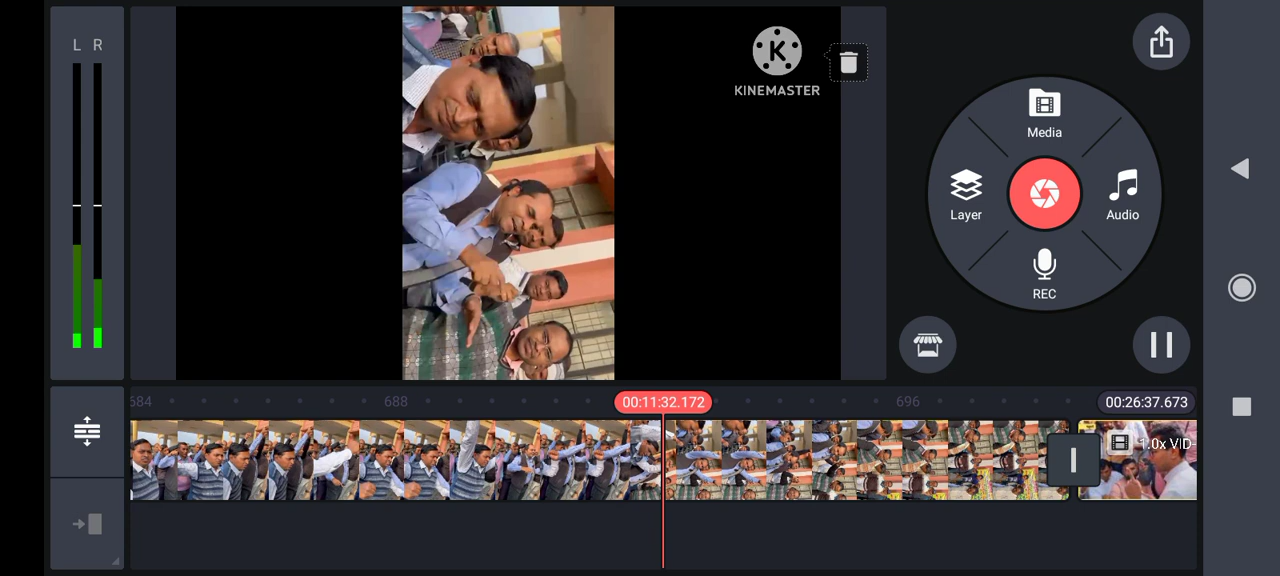 L R
KINEMASTER
Media
Layer
Audio
REC
684
688
00:11:32.172
696
00:26:37.673
1.0x VID-